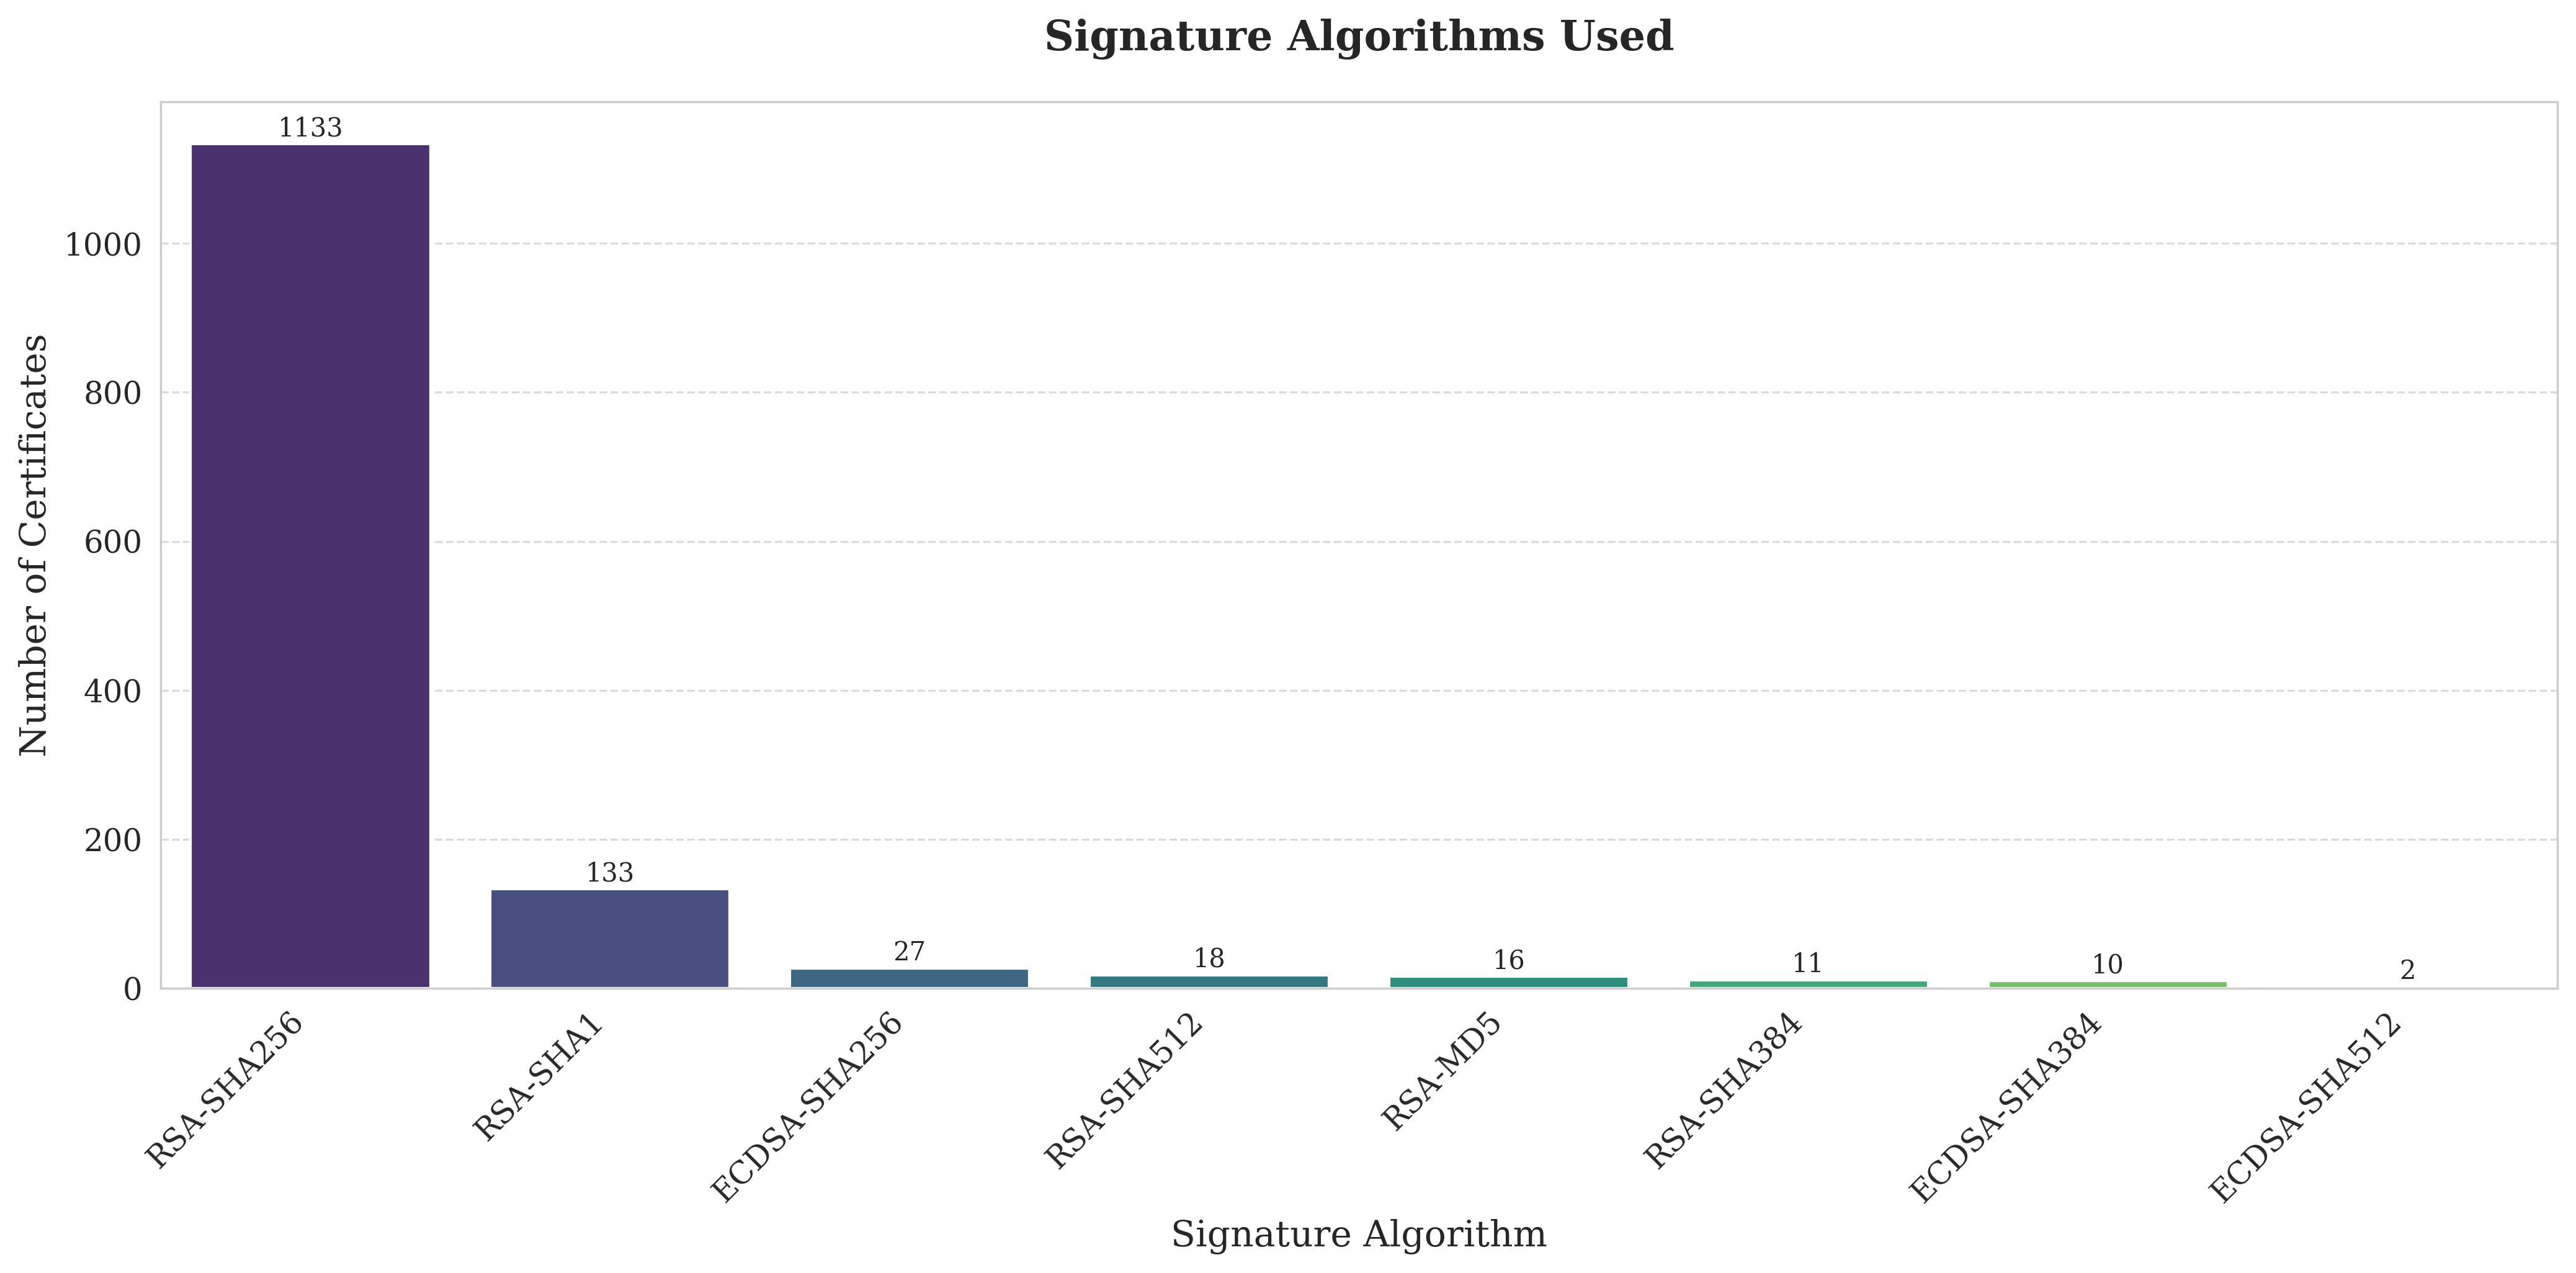 Signature Algorithms Used
Number of Certificates
1000
800
600
400
200
0
1133
133
27
18
16
11
10
2
RSA-SHA256
RSA-SHA1
ECDSA-SHA256
RSA-SHA512
RSA-MD5
RSA-SHA384
ECDSA-SHA384
ECDSA-SHA512
Signature Algorithm